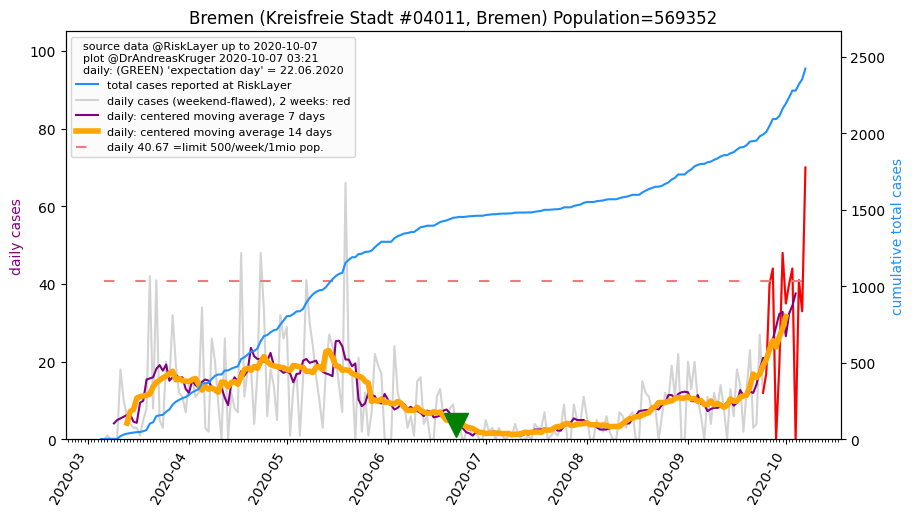 Bremen (Kreisfreie Stadt #04011, Bremen) Population=569352
source data @RiskLayer up to 2020-10-07
plot @DrAndreasKruger 2020-10-07 03:21
daily: (GREEN) 'expectation day' = 22.06.2020
total cases reported at RiskLayer
daily cases (weekend-flawed), 2 weeks: red
daily: centered moving average 7 days
daily: centered moving average 14 days
daily 40.67 =limit 500/week/1mio pop.
daily cases
100
80
60
40
20
0
2500
2000
1500
1000
500
0
cumulative total cases
2020-03
2020-04
2020-05
2020-06
2020-07
2020-08
2020-09
2020-10